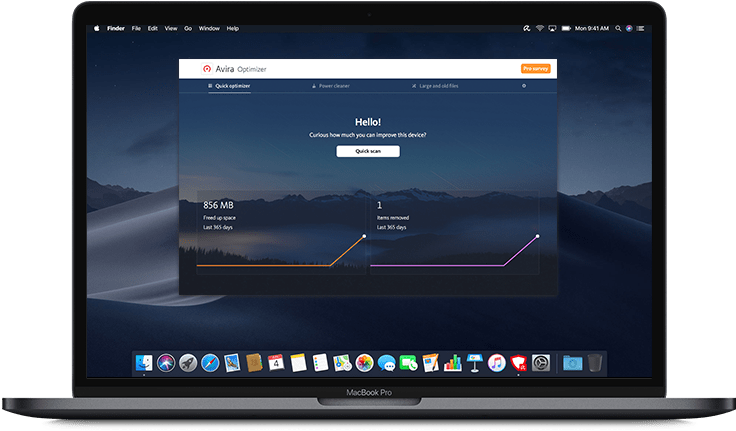 Finder File Edit View Go Window Help Mon 9:41 AM
Avira Optimizer Pro survey
Quick optimizer Power cleaner Large and old files
Hello!
Curious how much you can improve this device?
Quick scan
856 MB 1
Freed up space Items removed
Last 365 days Last 365 days
4
MacBook Pro